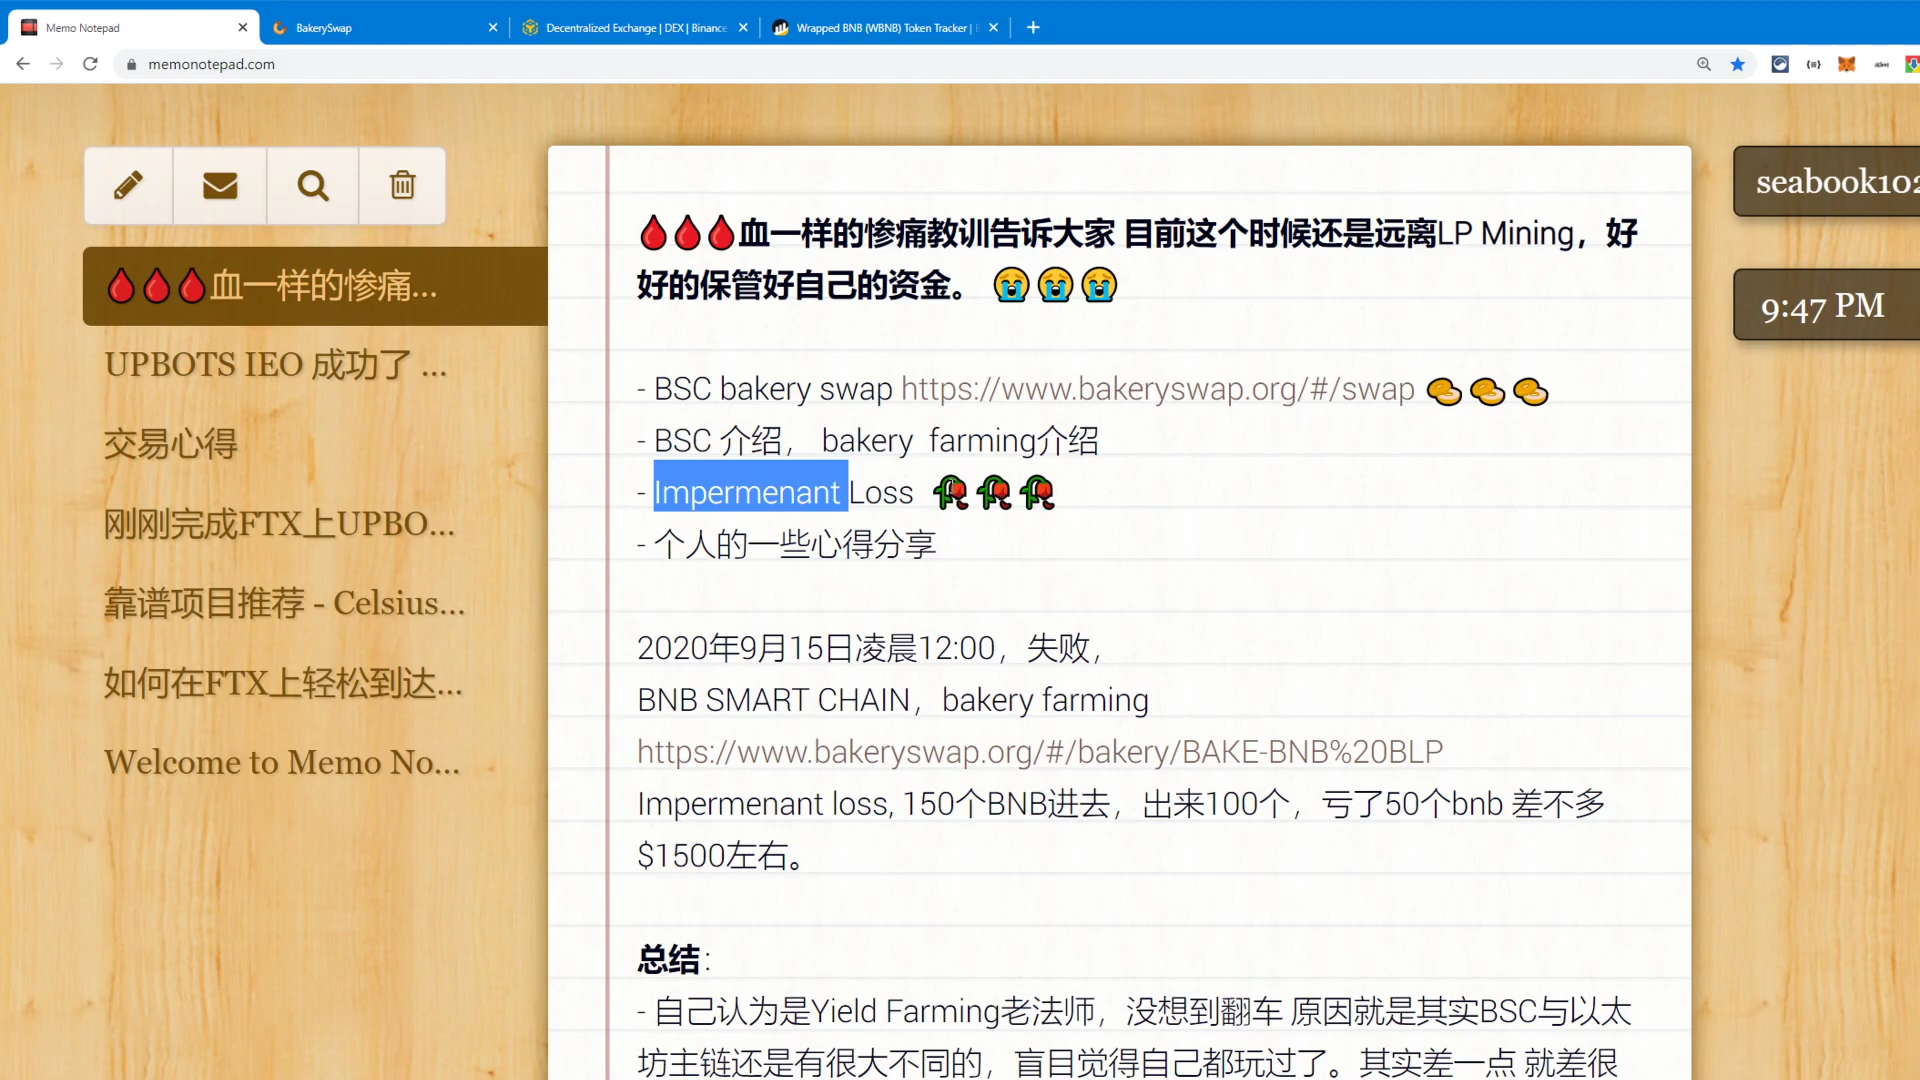 Memo Notepad
BakerySwap
Decentralized Exchange | DEX | Binance
Wrapped BNB (WBNB) Token Tracker |
memonotepad.com
🩸🩸🩸血一样的惨痛...
UPBOTS IEO 成功了 ...
交易心得
刚刚完成FTX上UPBO...
靠谱项目推荐 - Celsius...
如何在FTX上轻松到达...
Welcome to Memo No...
🩸🩸🩸血一样的惨痛教训告诉大家 目前这个时候还是远离LP Mining，好
好的保管好自己的资金。 😭😭😭
- BSC bakery swap https://www.bakeryswap.org/#/swap 🥯🥯🥯
- BSC 介绍， bakery farming介绍
- Impermenant Loss 🥀🥀🥀
- 个人的一些心得分享
2020年9月15日凌晨12:00，失败，
BNB SMART CHAIN，bakery farming
https://www.bakeryswap.org/#/bakery/BAKE-BNB%20BLP
Impermenant loss, 150个BNB进去，出来100个，亏了50个bnb 差不多
$1500左右。
总结：
- 自己认为是Yield Farming老法师，没想到翻车 原因就是其实BSC与以太
坊主链还是有很大不同的，盲目觉得自己都玩过了。其实差一点 就差很
seabook102
9:47 PM